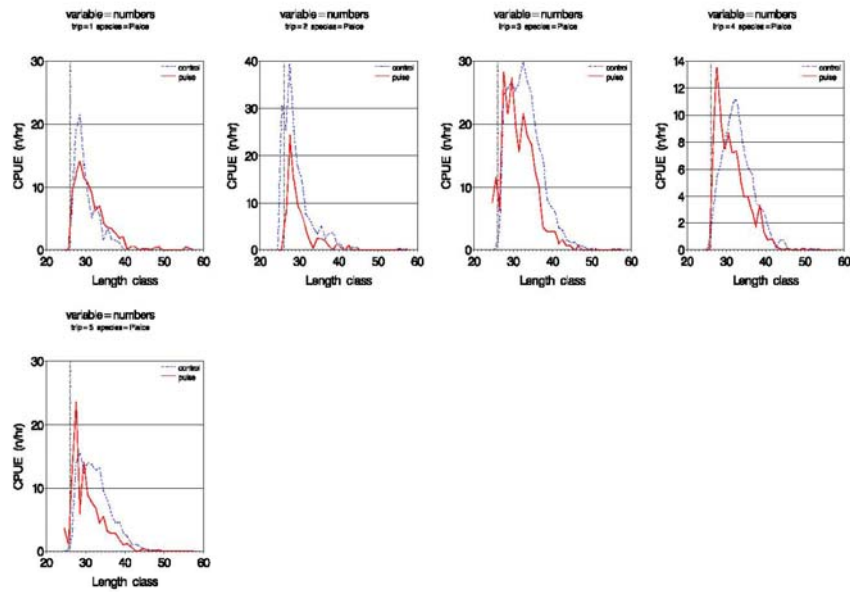 variable=numbers
trip=1 species=Plaice
CPUE (n/hr)
30
20
10
0
control
pulse
20 30 40 50 60
Length class
variable=numbers
trip=2 species=Plaice
CPUE (n/hr)
40
30
20
10
0
control
pulse
20 30 40 50 60
Length class
variable=numbers
trip=3 species=Plaice
CPUE (n/hr)
30
20
10
0
control
pulse
20 30 40 50 60
Length class
variable=numbers
trip=4 species=Plaice
CPUE (n/hr)
14
12
10
8
6
4
2
0
control
pulse
20 30 40 50 60
Length class
variable=numbers
trip=5 species=Plaice
CPUE (n/hr)
30
20
10
0
control
pulse
20 30 40 50 60
Length class